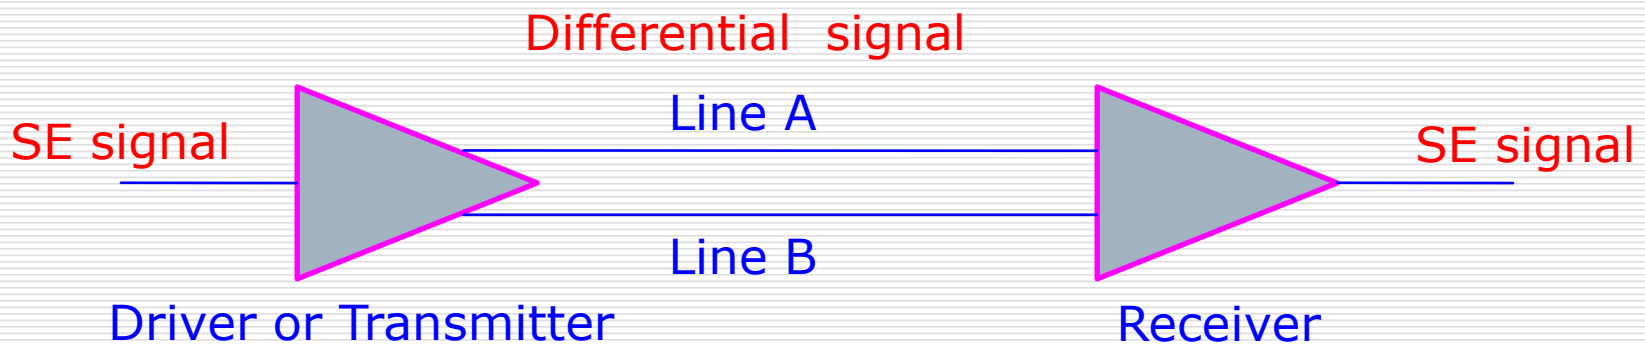 Differential signal
Line A
SE signal
SE signal
Line B
Driver or Transmitter
Receiver